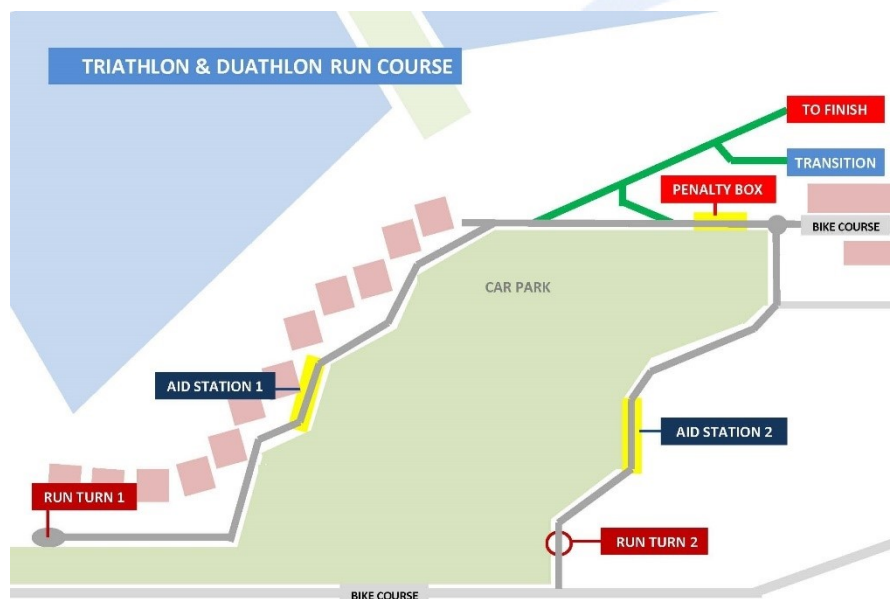 TRIATHLON & DUATHLON RUN COURSE
TO FINISH
TRANSITION
PENALTY BOX
BIKE COURSE
CAR PARK
AID STATION 1
AID STATION 2
RUN TURN 1
RUN TURN 2
BIKE COURSE